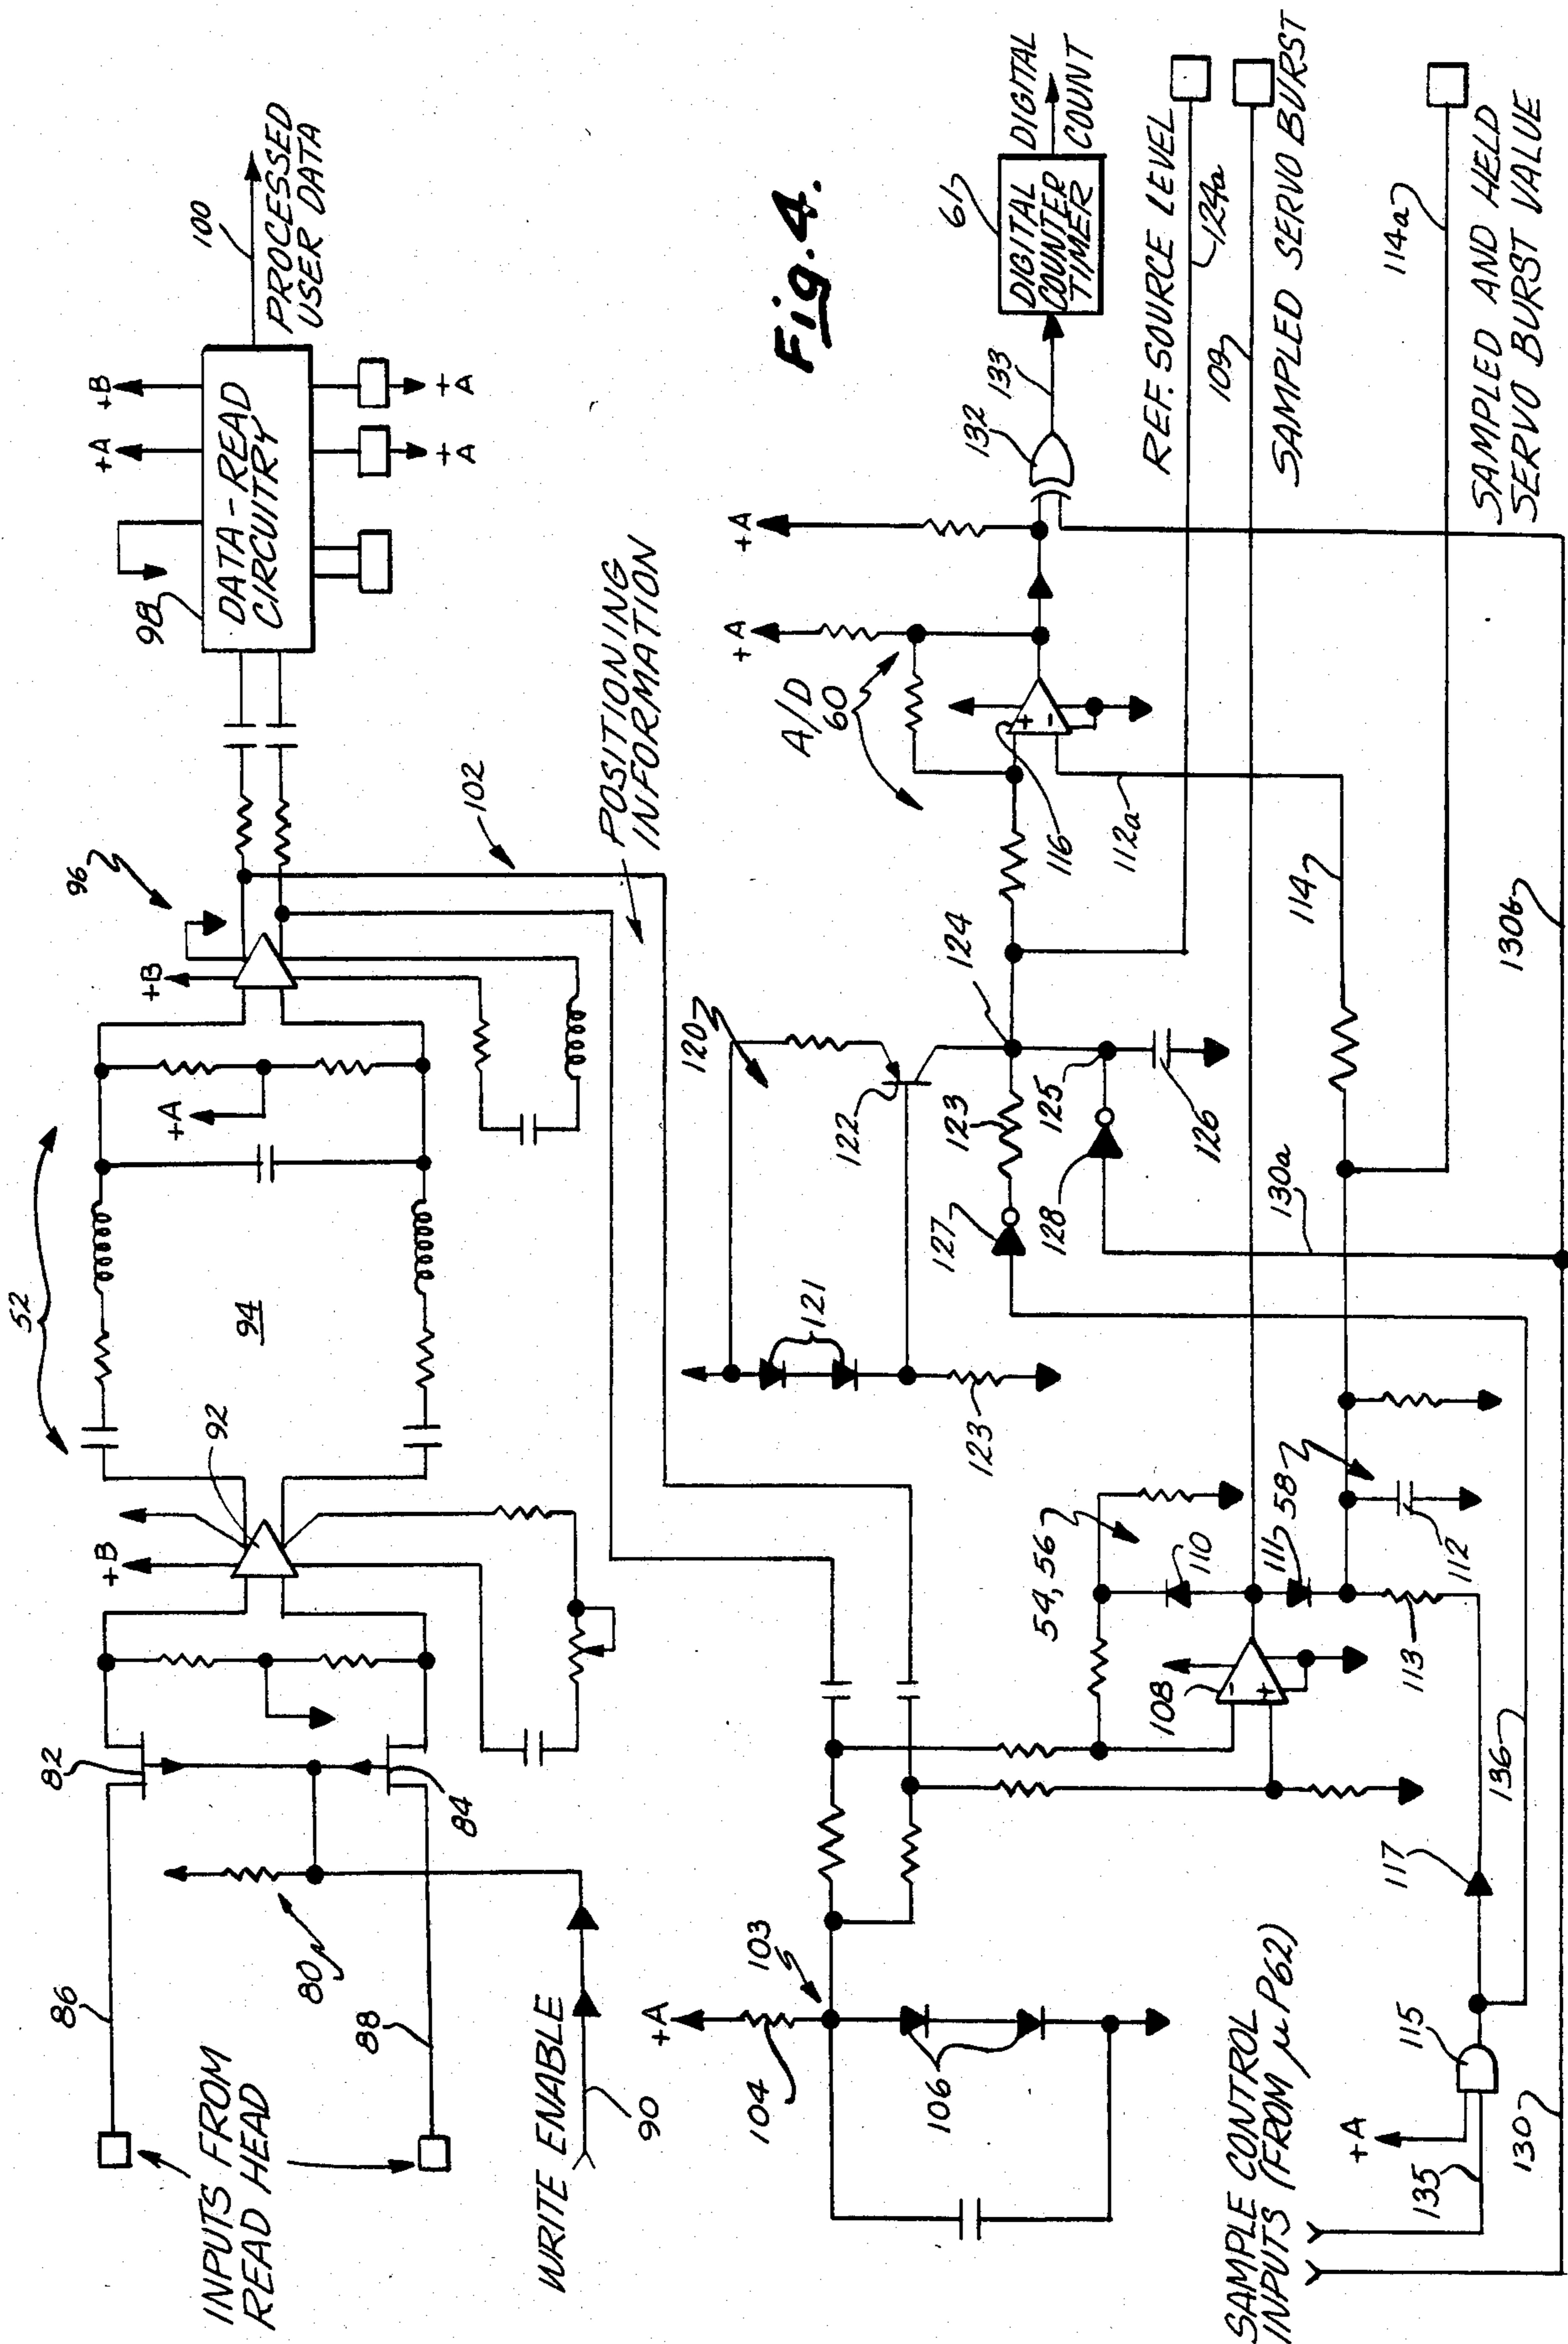 Fig. 4.
INPUTS FROM
READ HEAD
86
88
82
84
80
WRITE ENABLE
90
+B
92
52
94
+A
+B
96
98
DATA-READ
CIRCUITRY
+A
+B
+A
+A
100
PROCESSED
USER DATA
102
POSITIONING
INFORMATION
+A
104
103
106
54, 56
108
110
111
58
112
113
120
121
122
123
123
124
125
126
127
128
130a
A/D
60
116
112a
+A
+A
132
133
61
DIGITAL
COUNTER
TIMER
DIGITAL
COUNT
REF. SOURCE LEVEL
124a
109
SAMPLED SERVO BURST
114
114a
SAMPLED AND HELD
SERVO BURST VALUE
130b
SAMPLE CONTROL
INPUTS (FROM μP62)
+A
135
115
117
136
130